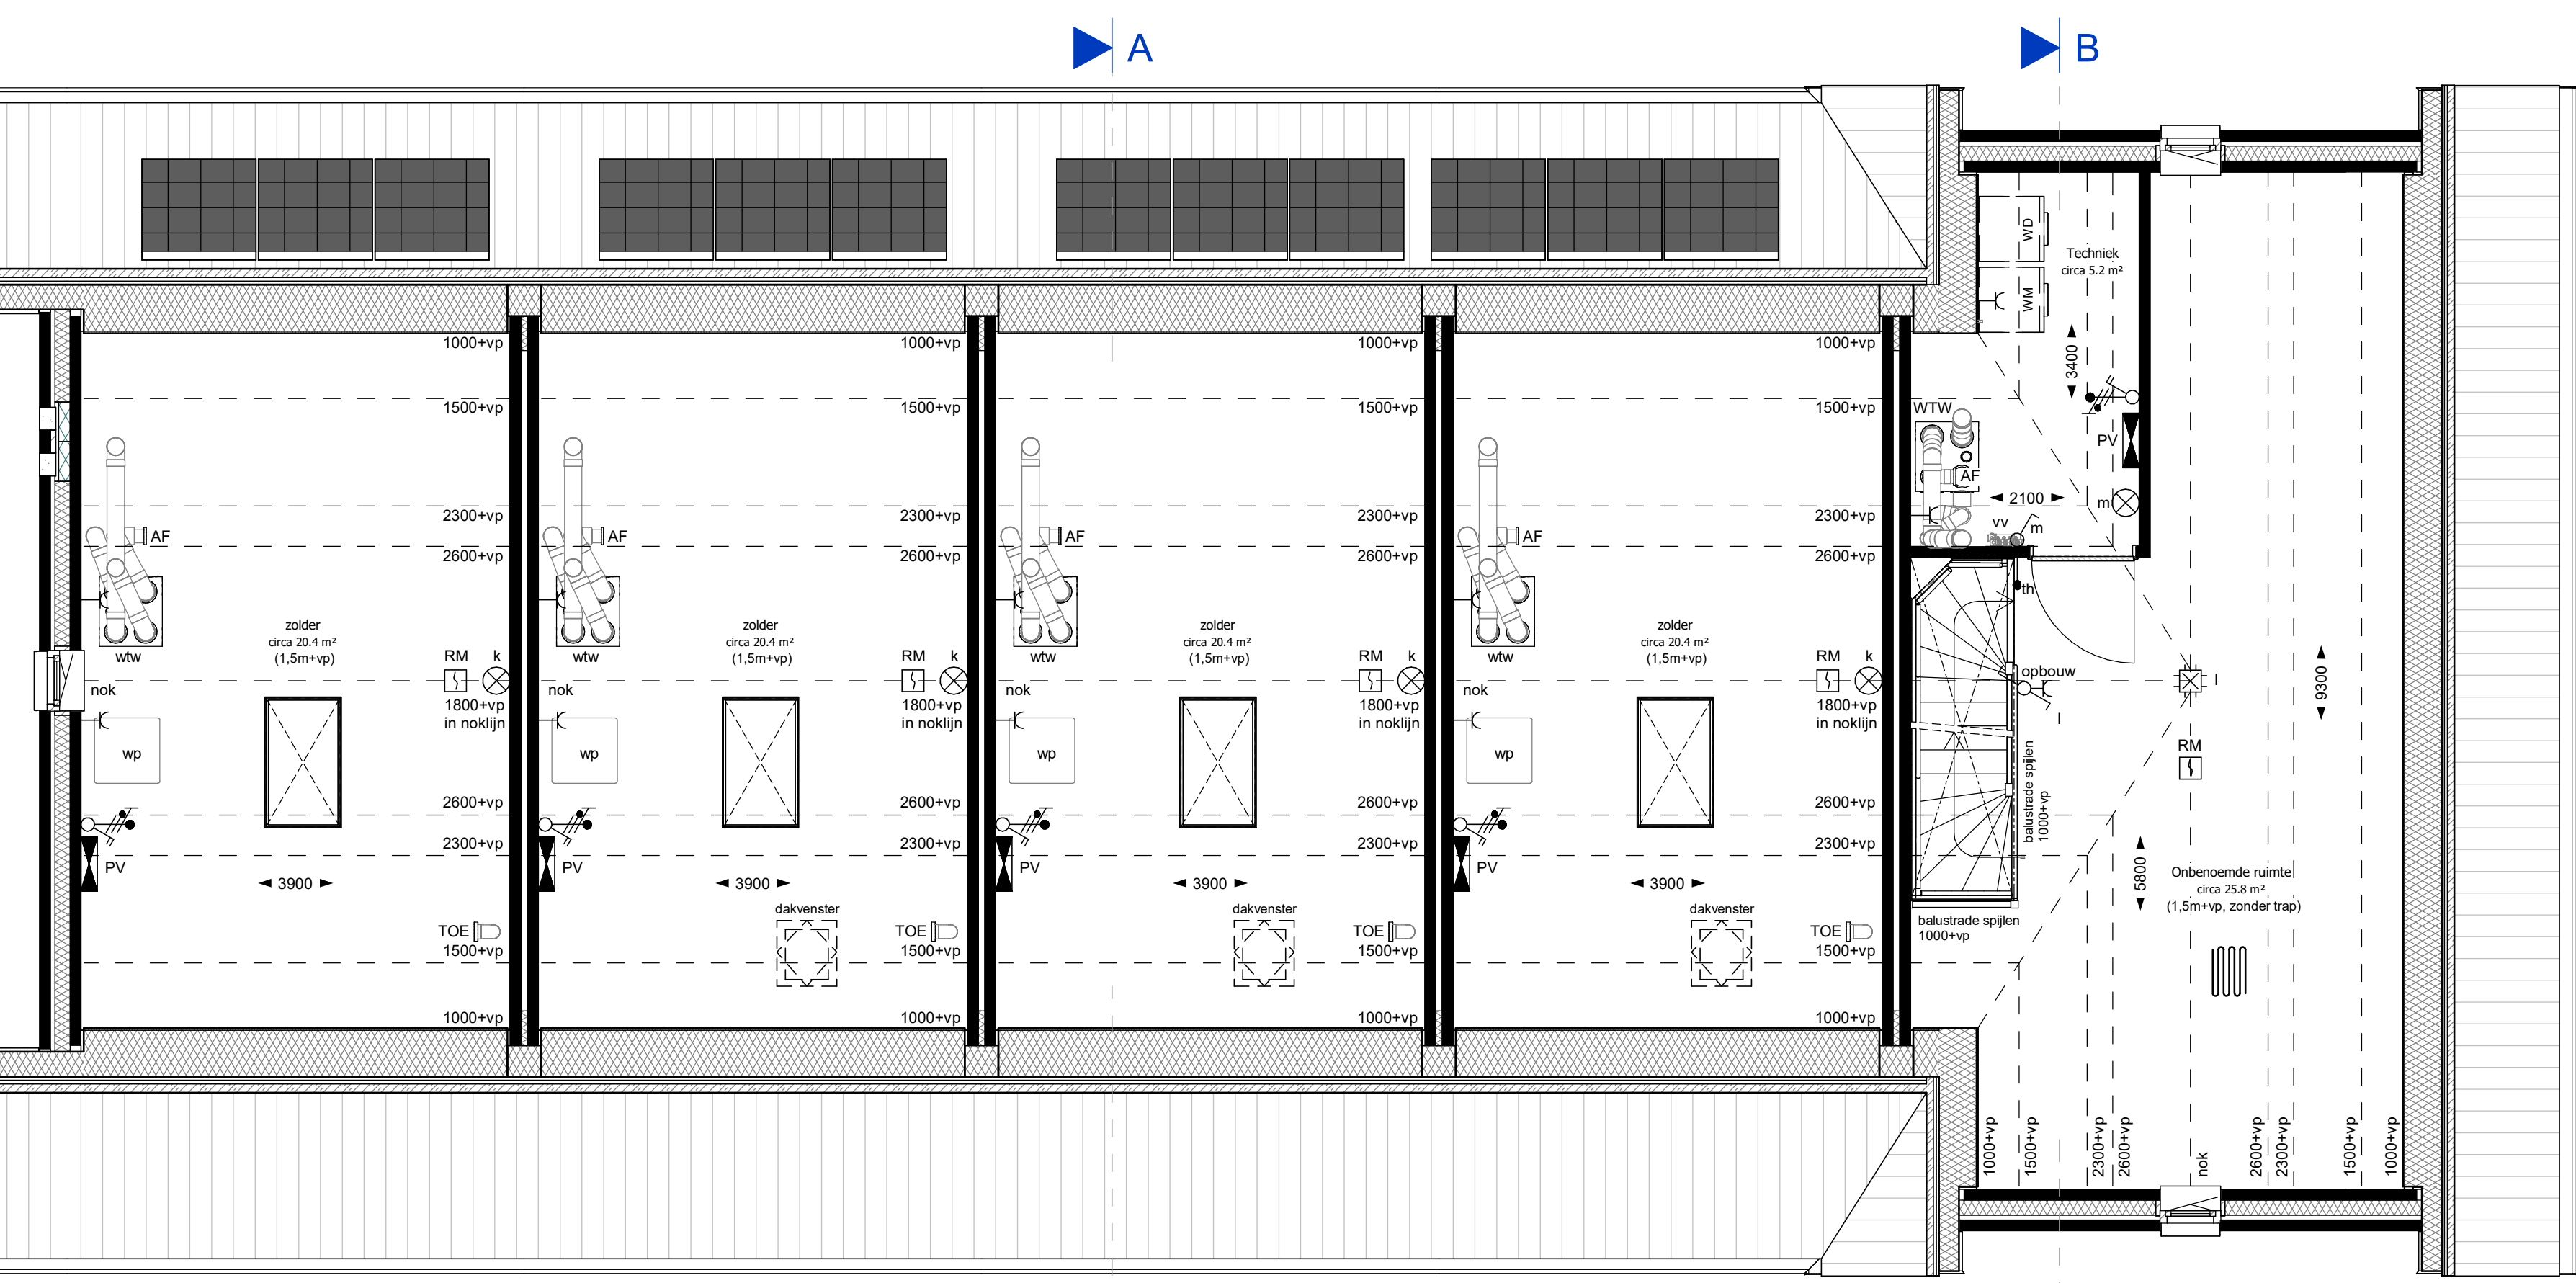 A
B
1000+vp
1000+vp
1000+vp
1000+vp
1500+vp
1500+vp
1500+vp
1500+vp
2300+vp
2300+vp
2300+vp
2300+vp
AF
AF
AF
AF
2600+vp
2600+vp
2600+vp
2600+vp
zolder
circa 20.4 m²
(1,5m+vp)
zolder
circa 20.4 m²
(1,5m+vp)
zolder
circa 20.4 m²
(1,5m+vp)
zolder
circa 20.4 m²
(1,5m+vp)
wtw
RM
k
wtw
RM
k
wtw
RM
k
wtw
RM
k
nok
nok
nok
nok
1800+vp
in noklijn
1800+vp
in noklijn
1800+vp
in noklijn
1800+vp
in noklijn
wp
wp
wp
wp
2600+vp
2600+vp
2600+vp
2600+vp
2300+vp
2300+vp
2300+vp
2300+vp
PV
PV
PV
PV
3900
3900
3900
3900
dakvenster
dakvenster
dakvenster
TOE
TOE
TOE
TOE
1500+vp
1500+vp
1500+vp
1500+vp
1000+vp
1000+vp
1000+vp
1000+vp
WD
WM
Techniek
circa 5.2 m²
3400
WTW
AF
PV
2100
m
vv
m
th
opbouw
l
l
9300
RM
balustrade spijlen
1000+vp
5800
Onbenoemde ruimte
circa 25.8 m²
(1,5m+vp, zonder trap)
balustrade spijlen
1000+vp
1000+vp
1500+vp
2300+vp
2600+vp
nok
2600+vp
2300+vp
1500+vp
1000+vp